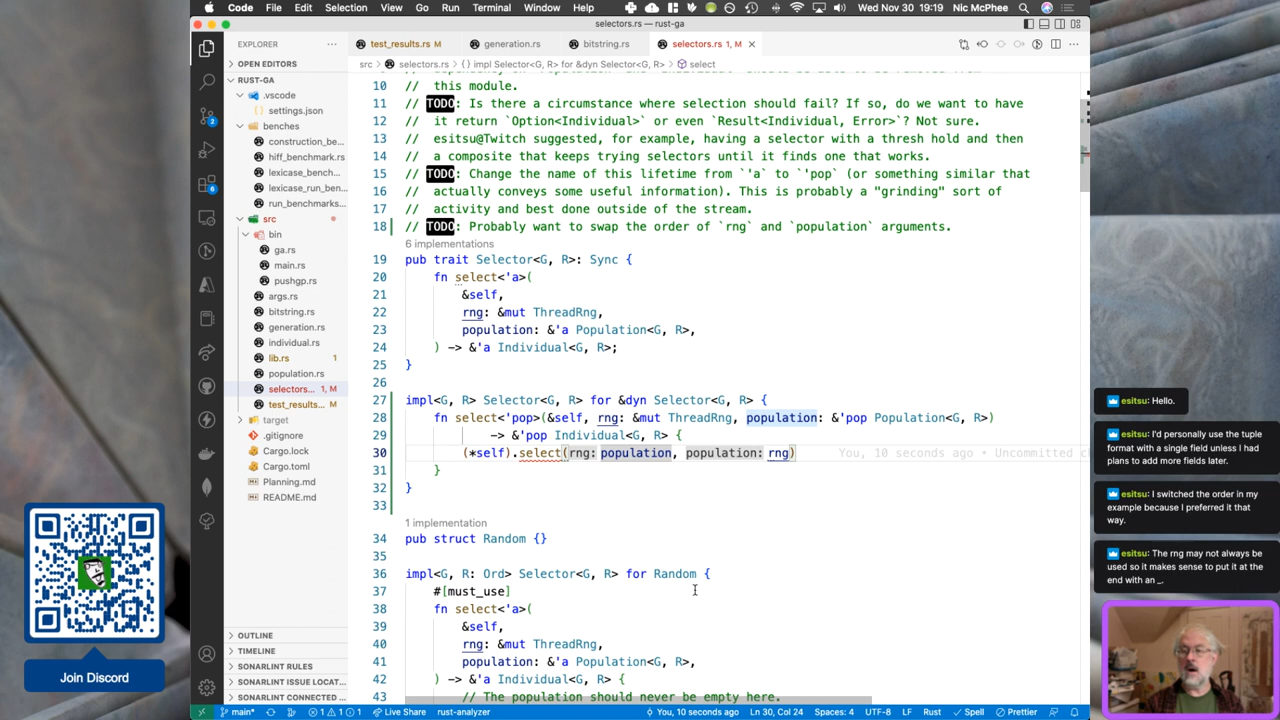 Code File Edit Selection View Go Run Terminal Window Help Wed Nov 30 19:19 Nic McPhee
selectors.rs — rust-ga
EXPLORER
OPEN EDITORS
RUST-GA
.vscode
settings.json
benches
construction_be...
hiff_benchmark.rs
lexicase_bench...
lexicase_run_ben...
run_benchmarks...
src
bin
ga.rs
main.rs
pushgp.rs
args.rs
bitstring.rs
generation.rs
individual.rs
lib.rs 1
population.rs
selectors... 1, M
test_results... M
target
.gitignore
Cargo.lock
Cargo.toml
Planning.md
README.md
OUTLINE
TIMELINE
SONARLINT RULES
SONARLINT ISSUE LOCAT...
SONARLINT CONNECTED ...
test_results.rs M generation.rs bitstring.rs selectors.rs 1, M
src > selectors.rs > {} impl Selector<G, R> for &dyn Selector<G, R> > select
10 // this module.
11 // TODO: Is there a circumstance where selection should fail? If so, do we want to have
12 // it return `Option<Individual>` or even `Result<Individual, Error>`? Not sure.
13 // esitsu@Twitch suggested, for example, having a selector with a thresh hold and then
14 // a composite that keeps trying selectors until it finds one that works.
15 // TODO: Change the name of this lifetime from `'a` to `'pop` (or something similar that
16 // actually conveys some useful information). This is probably a "grinding" sort of
17 // activity and best done outside of the stream.
18 // TODO: Probably want to swap the order of `rng` and `population` arguments.
6 implementations
19 pub trait Selector<G, R>: Sync {
20 fn select<'a>(
21 &self,
22 rng: &mut ThreadRng,
23 population: &'a Population<G, R>,
24 ) -> &'a Individual<G, R>;
25 }
26
27 impl<G, R> Selector<G, R> for &dyn Selector<G, R> {
28 fn select<'pop>(&self, rng: &mut ThreadRng, population: &'pop Population<G, R>)
29 -> &'pop Individual<G, R> {
30 (*self).select(rng: population, population: rng) You, 10 seconds ago • Uncommitted ch
31 }
32 }
33
1 implementation
34 pub struct Random {}
35
36 impl<G, R: Ord> Selector<G, R> for Random {
37 #[must_use]
38 fn select<'a>(
39 &self,
40 rng: &mut ThreadRng,
41 population: &'a Population<G, R>,
42 ) -> &'a Individual<G, R> {
43 // The population should never be empty here.
main* 1 1 1 Live Share rust-analyzer You, 10 seconds ago Ln 30, Col 24 Spaces: 4 UTF-8 LF Rust Spell Prettier
2
6
Join Discord
esitsu: Hello.
esitsu: I'd personally use the tuple
format with a single field unless I had
plans to add more fields later.
esitsu: I switched the order in my
example because I preferred it that
way.
esitsu: The rng may not always be
used so it makes sense to put it at the
end with an _.